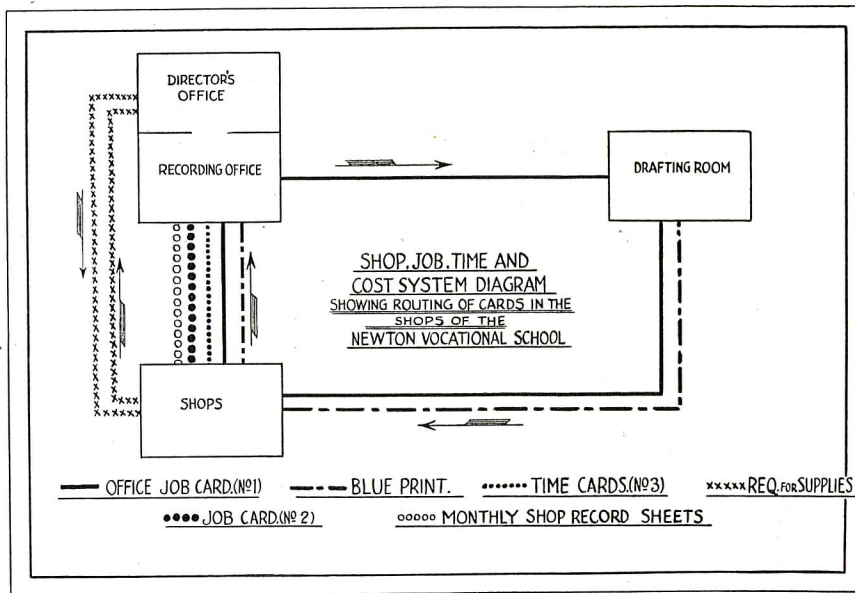 DIRECTOR'S
OFFICE
RECORDING OFFICE
DRAFTING ROOM
SHOP, JOB, TIME AND
COST SYSTEM DIAGRAM
SHOWING ROUTING OF CARDS IN THE
SHOPS OF THE
NEWTON VOCATIONAL SCHOOL
SHOPS
OFFICE JOB CARD.(Nº1)
BLUE PRINT.
TIME CARDS.(Nº3)
REQ. FOR SUPPLIES
JOB CARD.(Nº 2)
MONTHLY SHOP RECORD SHEETS